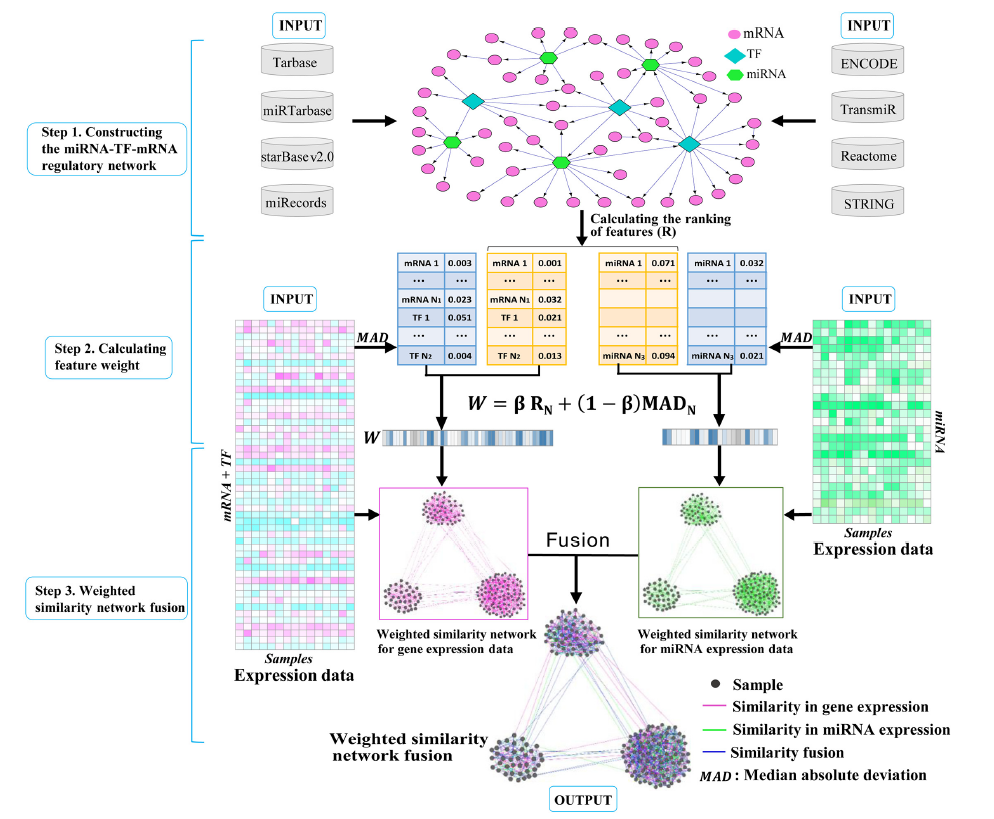 INPUT
INPUT
Tarbase
miRTarbase
starBase v2.0
miRecords
mRNA
TF
miRNA
ENCODE
TransmiR
Reactome
STRING
Step 1. Constructing
the miRNA-TF-mRNA
regulatory network
Calculating the ranking
of features (R)
mRNA 1 0.003
... ...
mRNA N1 0.023
TF 1 0.051
... ...
TF N2 0.004
mRNA 1 0.001
... ...
mRNA N1 0.032
TF 1 0.021
... ...
TF N2 0.013
miRNA 1 0.071
... ...
... ...
miRNA N3 0.094
miRNA 1 0.032
... ...
... ...
miRNA N3 0.021
INPUT
INPUT
MAD
MAD
Step 2. Calculating
feature weight
W = β RN + (1 − β)MADN
W
mRNA + TF
miRNA
Samples
Expression data
Samples
Expression data
Step 3. Weighted
similarity network fusion
Fusion
Weighted similarity network
for gene expression data
Weighted similarity network
for miRNA expression data
Weighted similarity
network fusion
OUTPUT
Sample
Similarity in gene expression
Similarity in miRNA expression
Similarity fusion
MAD : Median absolute deviation